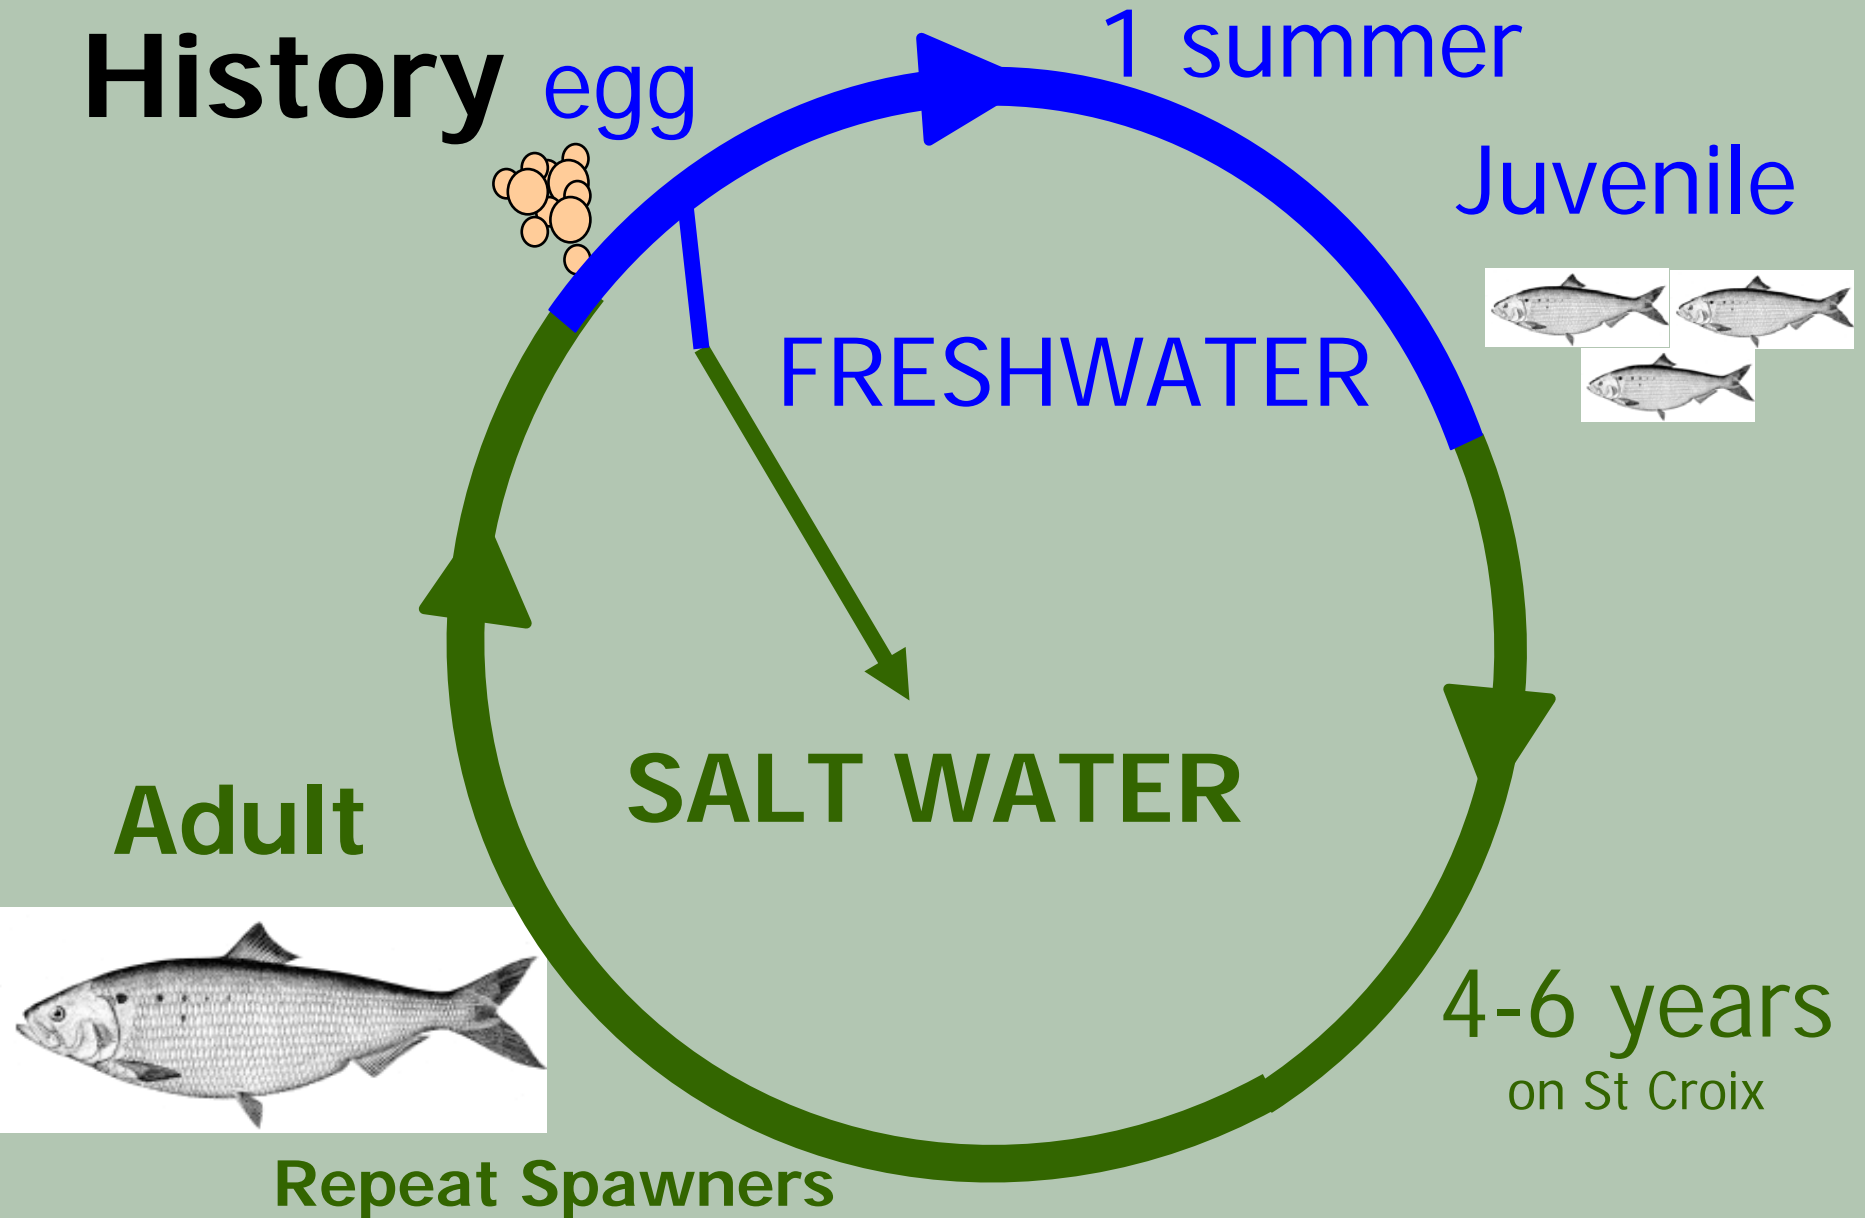 History
egg
1 summer
Juvenile
FRESHWATER
SALT WATER
Adult
4-6 years
on St Croix
Repeat Spawners